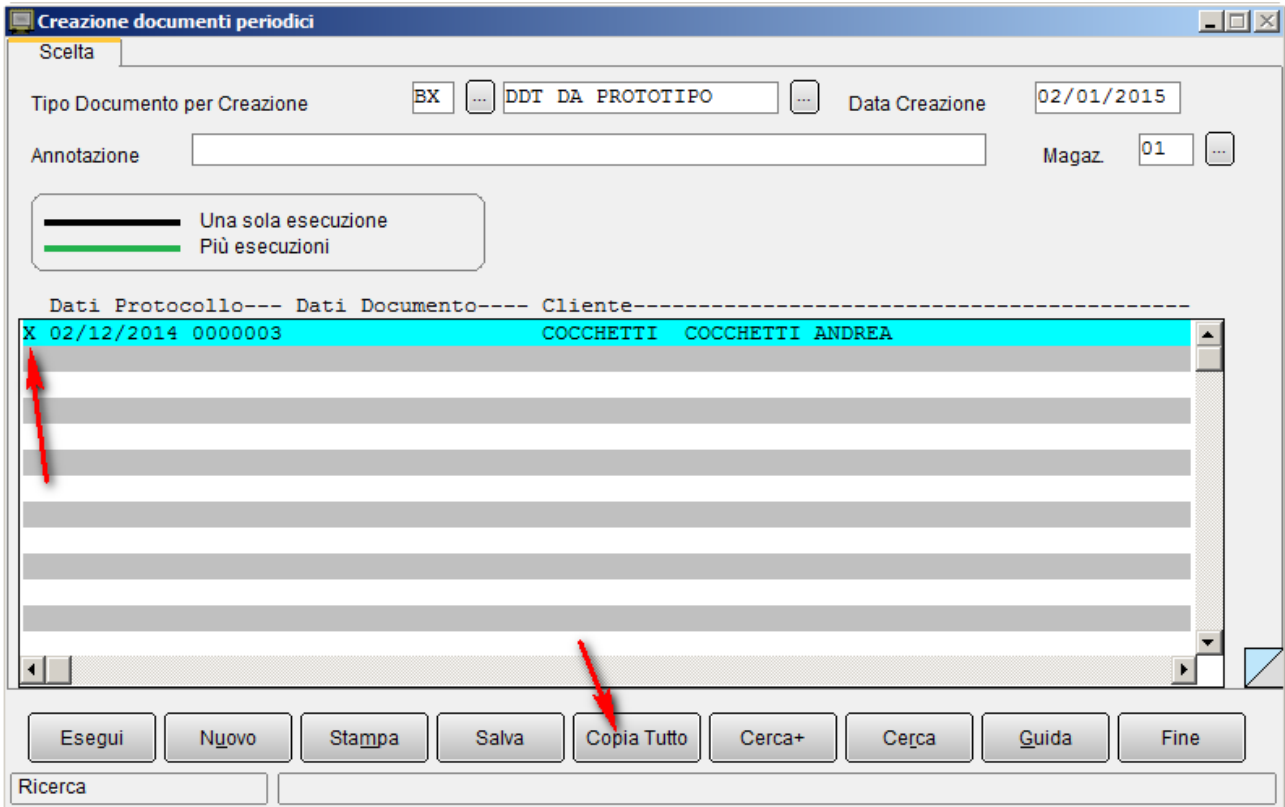 Creazione documenti periodici
Scelta
Tipo Documento per Creazione BX ... DDT DA PROTOTIPO ... Data Creazione 02/01/2015
Annotazione Magaz. 01 ...
Una sola esecuzione
Più esecuzioni
Dati Protocollo--- Dati Documento---- Cliente-------------------------------------------
X 02/12/2014 0000003 COCCHETTI COCCHETTI ANDREA
Esegui Nuovo Stampa Salva Copia Tutto Cerca+ Cerca Guida Fine
Ricerca